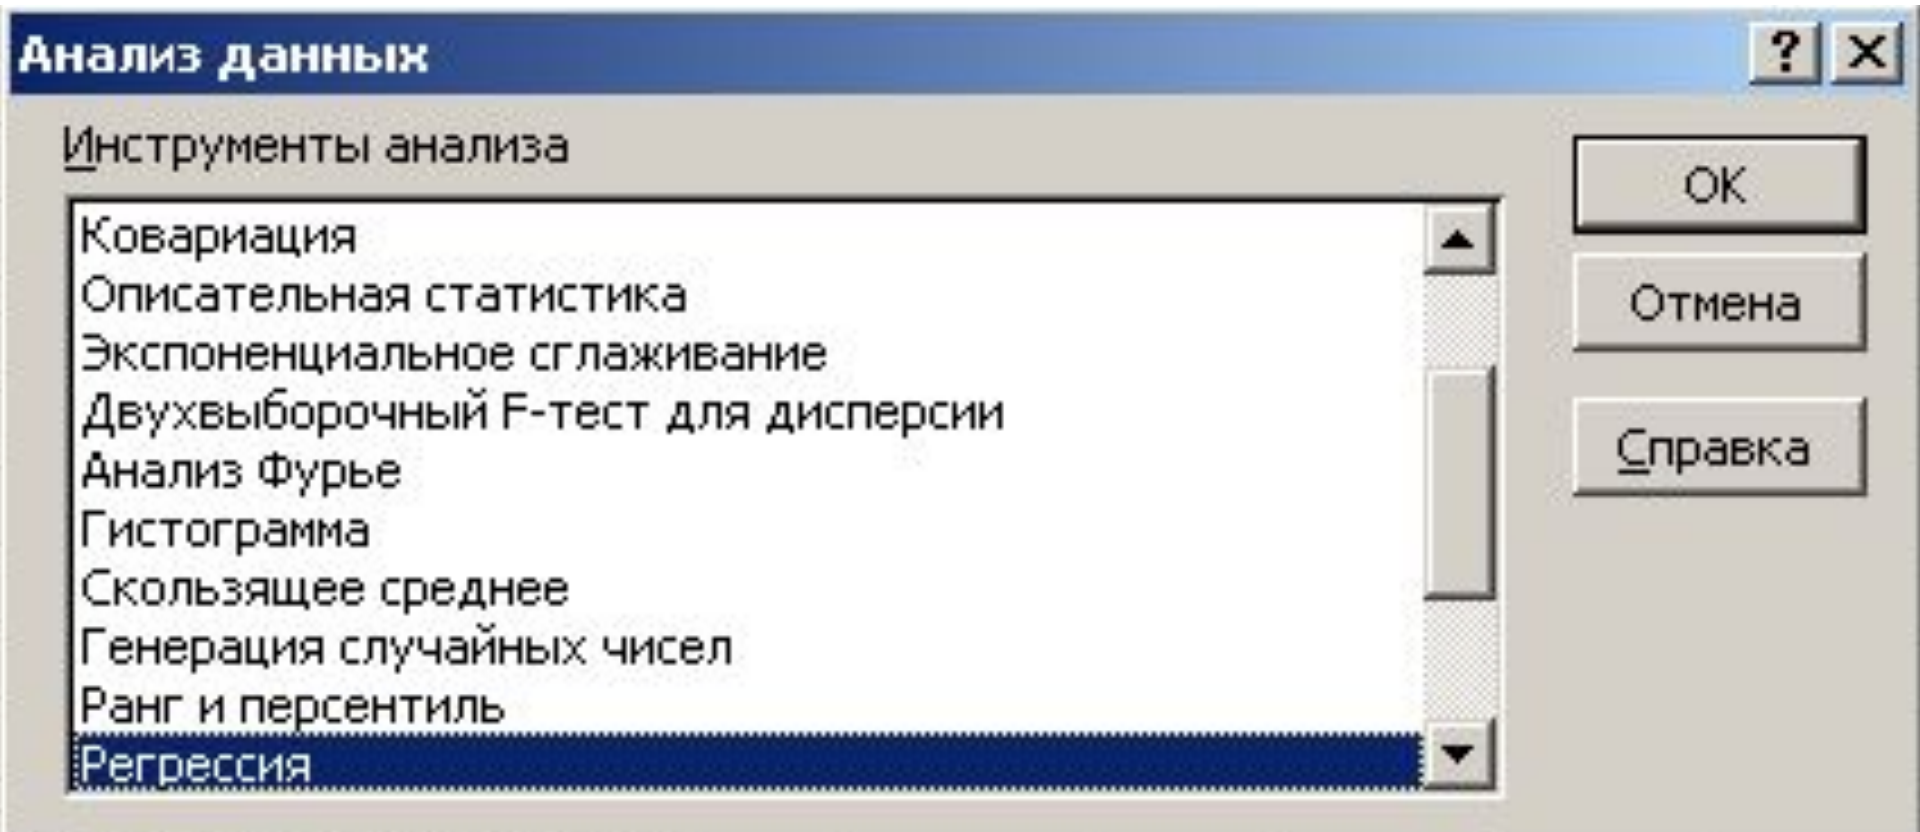 Анализ данных
Инструменты анализа
Ковариация
Описательная статистика
Экспоненциальное сглаживание
Двухвыборочный F-тест для дисперсии
Анализ Фурье
Гистограмма
Скользящее среднее
Генерация случайных чисел
Ранг и персентиль
Регрессия
ОК
Отмена
Справка